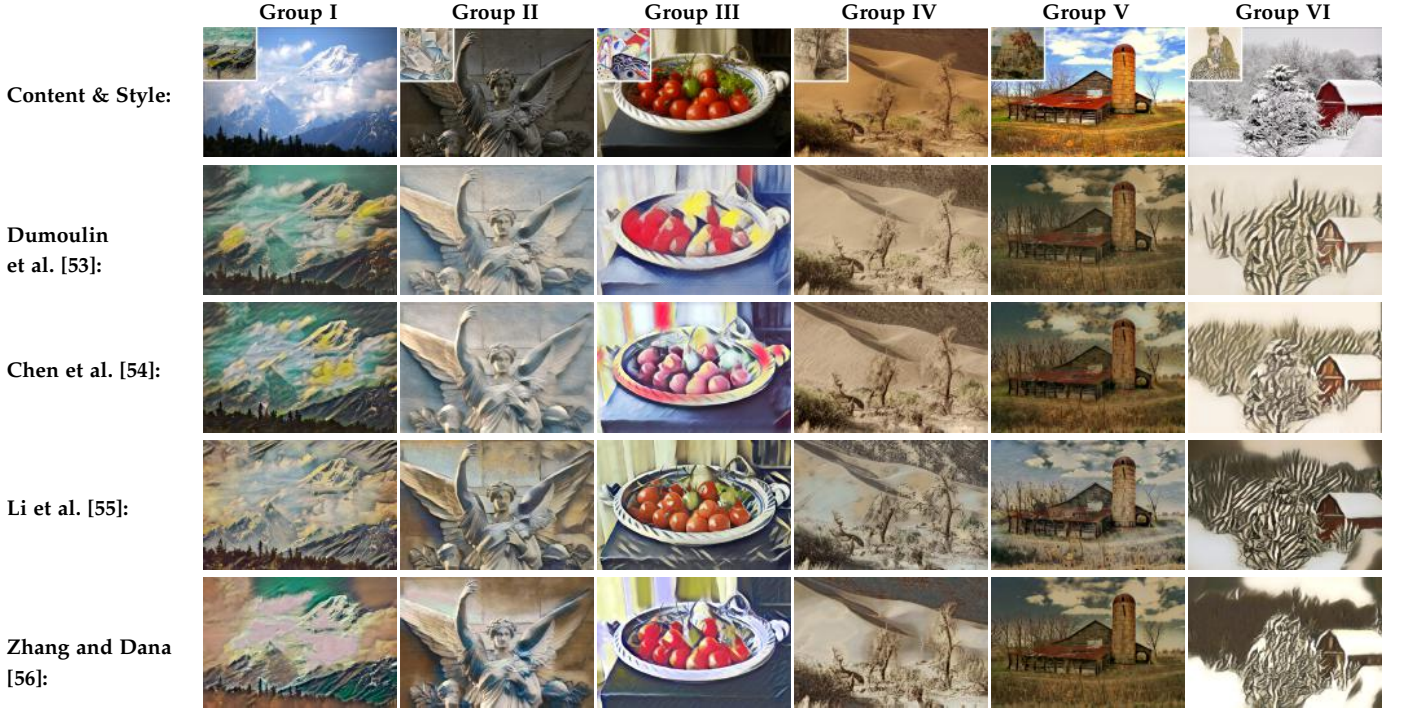 Group I Group II Group III Group IV Group V Group VI
Content & Style:
Dumoulin
et al. [53]:
Chen et al. [54]:
Li et al. [55]:
Zhang and Dana
[56]: